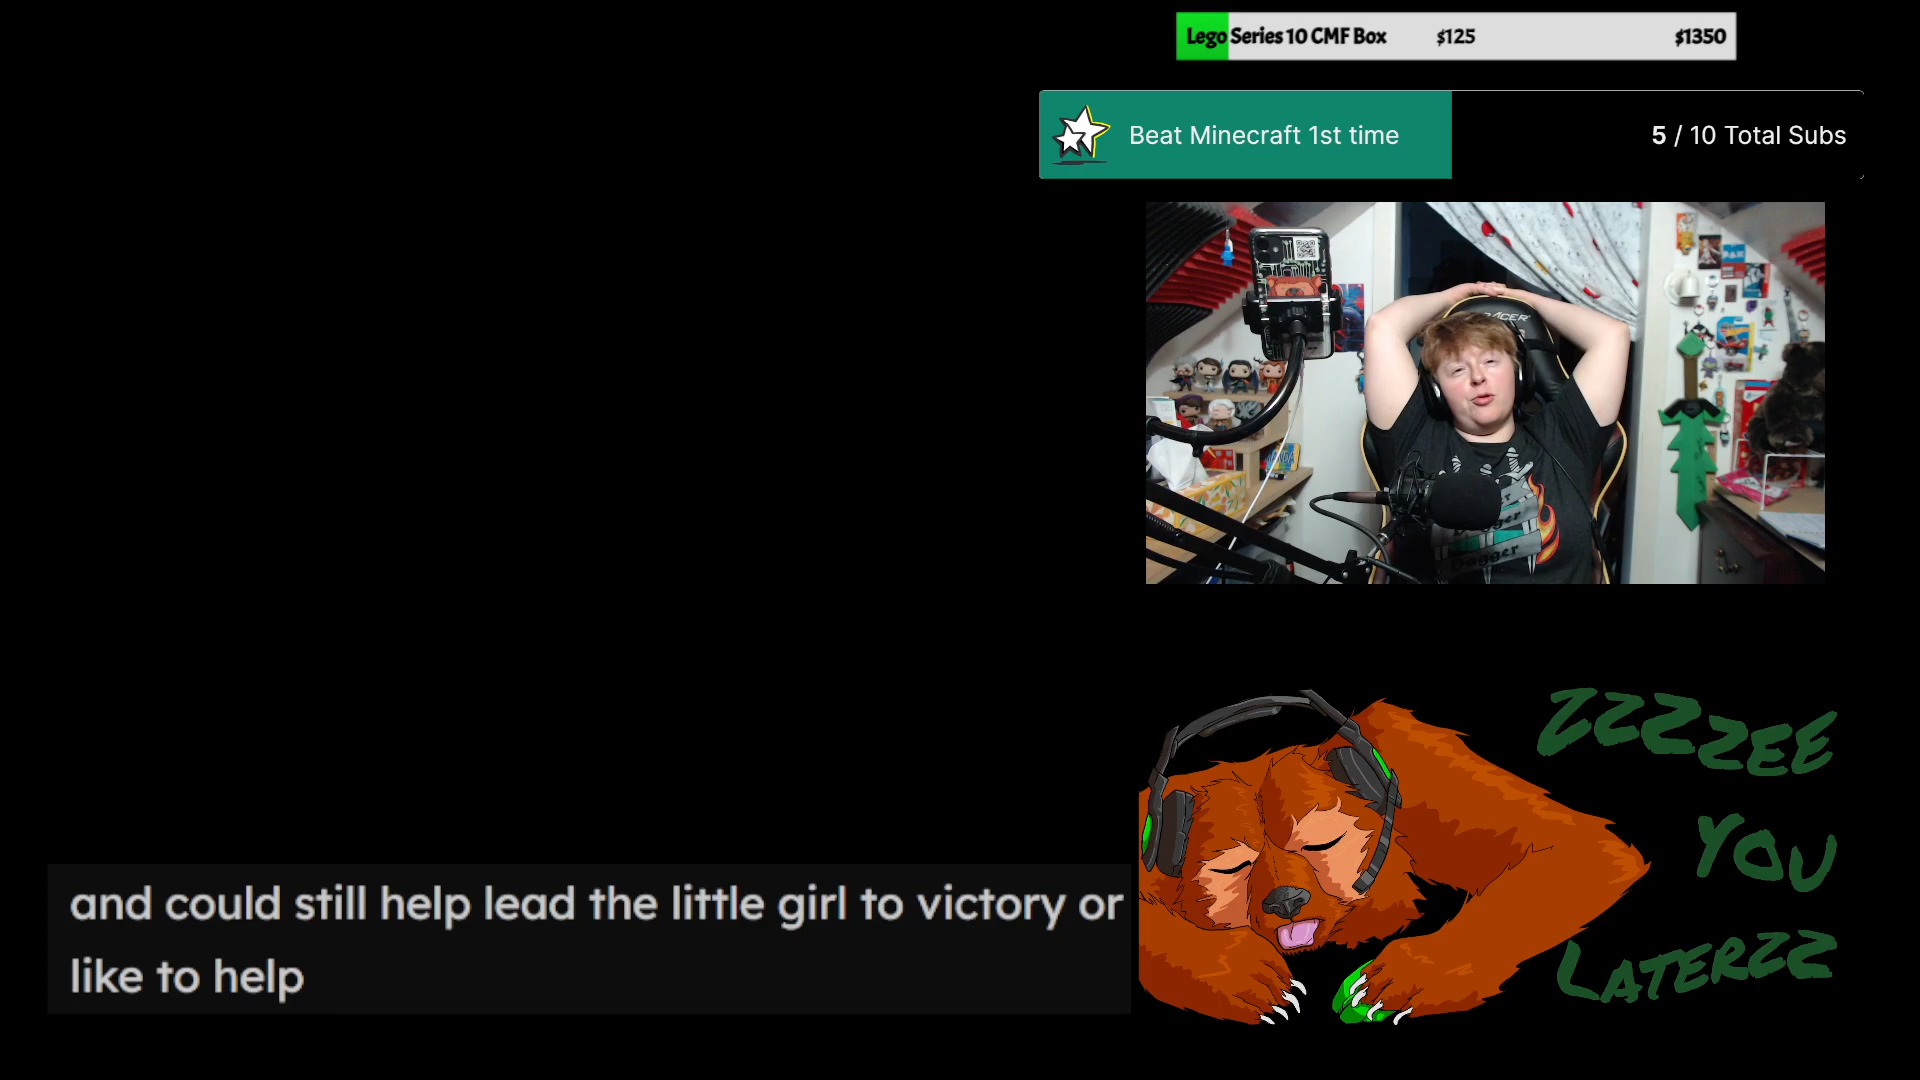 Lego Series 10 CMF Box $125 $1350
Beat Minecraft 1st time 5 / 10 Total Subs
Dagger
and could still help lead the little girl to victory or
like to help
ZZZZEE
YOU
LATERZZ